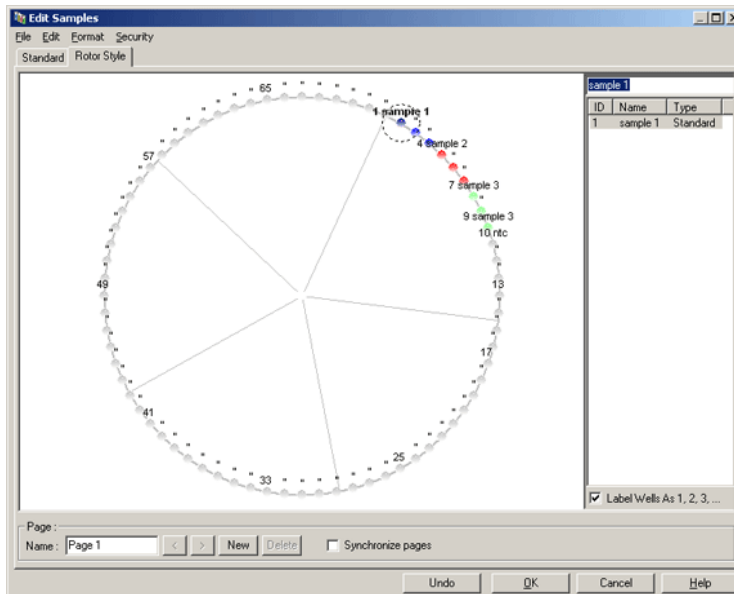 Edit Samples
File Edit Format Security
Standard Rotor Style
65
1 sample 1
4 sample 2
57
7 sample 3
9 sample 3
10 ntc
49
13
17
41
25
33
sample 1
ID Name Type
1 sample 1 Standard
Label Wells As 1, 2, 3, ...
Page :
Name : Page 1 < > New Delete Synchronize pages
Undo OK Cancel Help